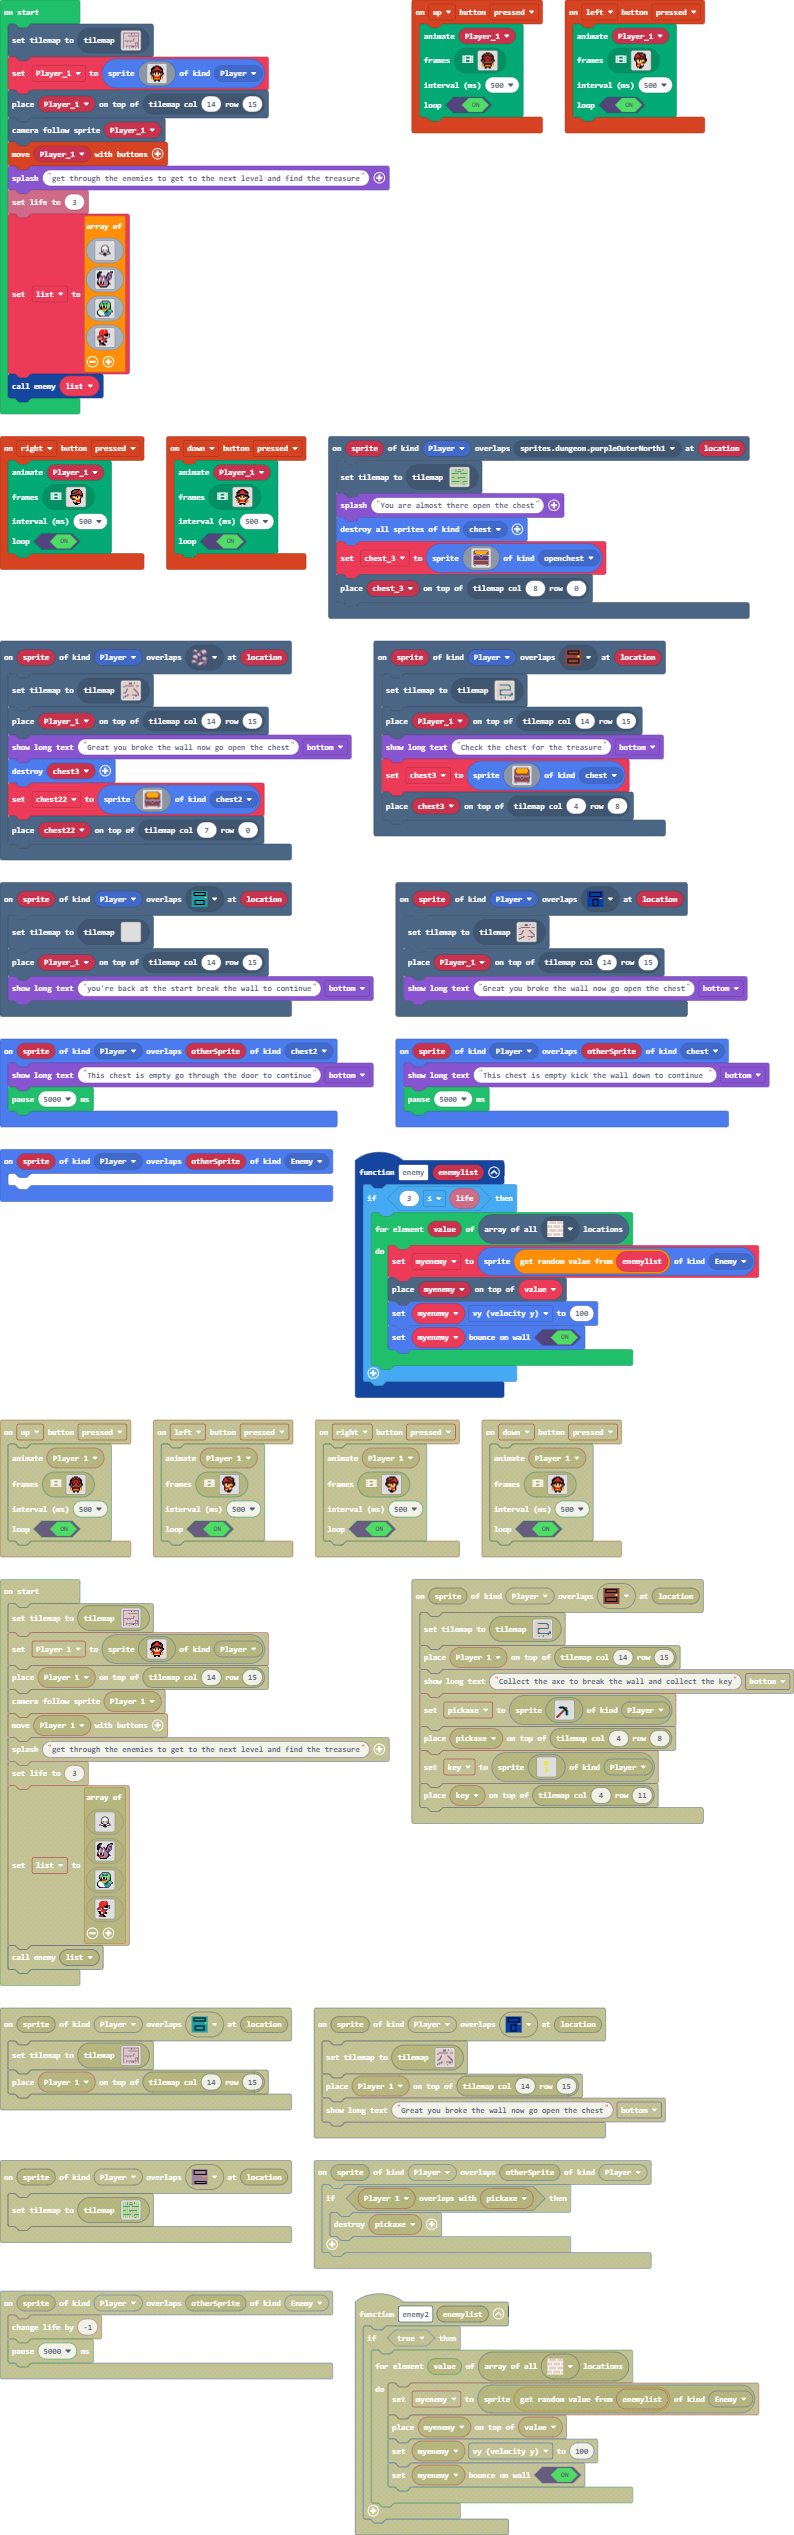 on start
set tilemap to tilemap
set Player_1 to sprite of kind Player
place Player_1 on top of tilemap col 14 row 15
camera follow sprite Player_1
move Player_1 with buttons
splash "get through the enemies to get to the next level and find the treasure"
set life to 3
array of
set list to
call enemy list
on up button pressed
animate Player_1
frames
interval (ms) 500
loop ON
on left button pressed
animate Player_1
frames
interval (ms) 500
loop ON
on right button pressed
animate Player_1
frames
interval (ms) 500
loop ON
on down button pressed
animate Player_1
frames
interval (ms) 500
loop ON
on sprite of kind Player overlaps sprites.dungeon.purpleOuterNorth1 at location
set tilemap to tilemap
splash "You are almost there open the chest"
destroy all sprites of kind chest
set chest_3 to sprite of kind openchest
place chest_3 on top of tilemap col 8 row 0
on sprite of kind Player overlaps at location
set tilemap to tilemap
place Player_1 on top of tilemap col 14 row 15
show long text "Great you broke the wall now go open the chest" bottom
destroy chest3
set chest22 to sprite of kind chest2
place chest22 on top of tilemap col 7 row 0
on sprite of kind Player overlaps at location
set tilemap to tilemap
place Player_1 on top of tilemap col 14 row 15
show long text "Check the chest for the treasure" bottom
set chest3 to sprite of kind chest
place chest3 on top of tilemap col 4 row 8
on sprite of kind Player overlaps at location
set tilemap to tilemap
place Player_1 on top of tilemap col 14 row 15
show long text "you're back at the start break the wall to continue" bottom
on sprite of kind Player overlaps at location
set tilemap to tilemap
place Player_1 on top of tilemap col 14 row 15
show long text "Great you broke the wall now go open the chest" bottom
on sprite of kind Player overlaps otherSprite of kind chest2
show long text "This chest is empty go through the door to continue" bottom
pause 5000 ms
on sprite of kind Player overlaps otherSprite of kind chest
show long text "This chest is empty kick the wall down to continue " bottom
pause 5000 ms
on sprite of kind Player overlaps otherSprite of kind Enemy
function enemy enemylist
if 3 life then
for element value of array of all locations
do
set myenemy to sprite get random value from enemylist of kind Enemy
place myenemy on top of value
set myenemy vy (velocity y) to 100
set myenemy bounce on wall ON
on up button pressed
animate Player 1
frames
interval (ms) 500
loop ON
on left button pressed
animate Player 1
frames
interval (ms) 500
loop ON
on right button pressed
animate Player 1
frames
interval (ms) 500
loop ON
on down button pressed
animate Player 1
frames
interval (ms) 500
loop ON
on start
set tilemap to tilemap
set Player 1 to sprite of kind Player
place Player 1 on top of tilemap col 14 row 15
camera follow sprite Player 1
move Player 1 with buttons
splash "get through the enemies to get to the next level and find the treasure"
set life to 3
array of
set list to
call enemy list
on sprite of kind Player overlaps at location
set tilemap to tilemap
place Player 1 on top of tilemap col 14 row 15
show long text "Collect the axe to break the wall and collect the key" bottom
set pickaxe to sprite of kind Player
place pickaxe on top of tilemap col 4 row 8
set key to sprite of kind Player
place key on top of tilemap col 4 row 11
on sprite of kind Player overlaps at location
set tilemap to tilemap
place Player 1 on top of tilemap col 14 row 15
on sprite of kind Player overlaps at location
set tilemap to tilemap
place Player 1 on top of tilemap col 14 row 15
show long text "Great you broke the wall now go open the chest" bottom
on sprite of kind Player overlaps at location
set tilemap to tilemap
on sprite of kind Player overlaps otherSprite of kind Player
if Player 1 overlaps with pickaxe then
destroy pickaxe
on sprite of kind Player overlaps otherSprite of kind Enemy
change life by -1
pause 5000 ms
function enemy2 enemylist
if true then
for element value of array of all locations
do
set myenemy to sprite get random value from enemylist of kind Enemy
place myenemy on top of value
set myenemy vy (velocity y) to 100
set myenemy bounce on wall ON